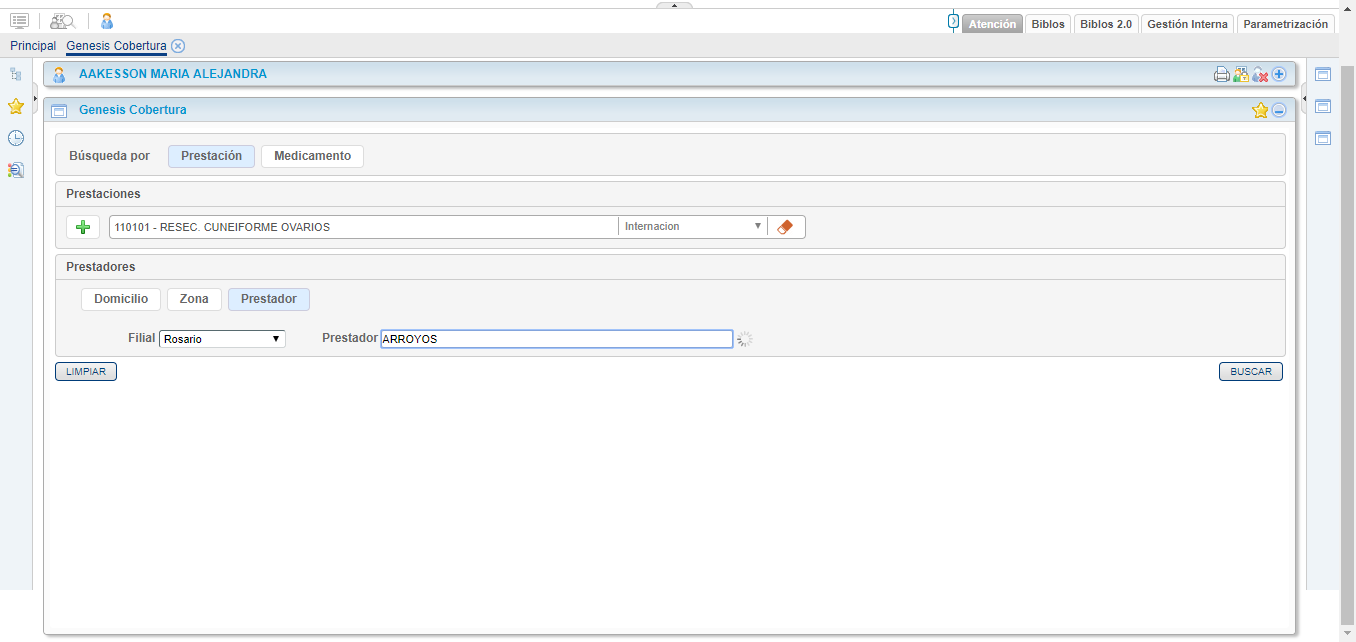 Atención Biblos Biblos 2.0 Gestión Interna Parametrización
Principal Genesis Cobertura
AAKESSON MARIA ALEJANDRA
Genesis Cobertura
Búsqueda por Prestación Medicamento
Prestaciones
110101 - RESEC. CUNEIFORME OVARIOS Internacion
Prestadores
Domicilio Zona Prestador
Filial Rosario Prestador ARROYOS
LIMPIAR BUSCAR